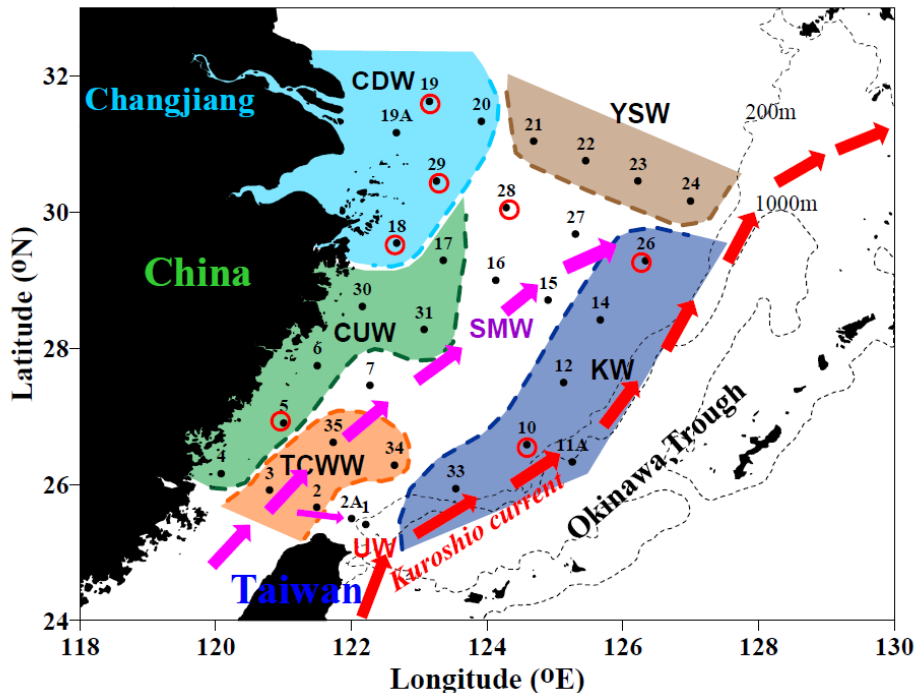 32
30
28
26
24
118
120
122
124
126
128
130
Latitude (ºN)
Longitude (ºE)
CDW
19
20
19A
Changjiang
YSW
21
22
23
24
200m
1000m
29
28
27
18
17
26
China
16
15
14
30
31
SMW
CUW
6
7
12
KW
5
35
10
11A
4
TCWW
34
3
2
2A
1
33
UW
Kuroshio current
Okinawa Trough
Taiwan